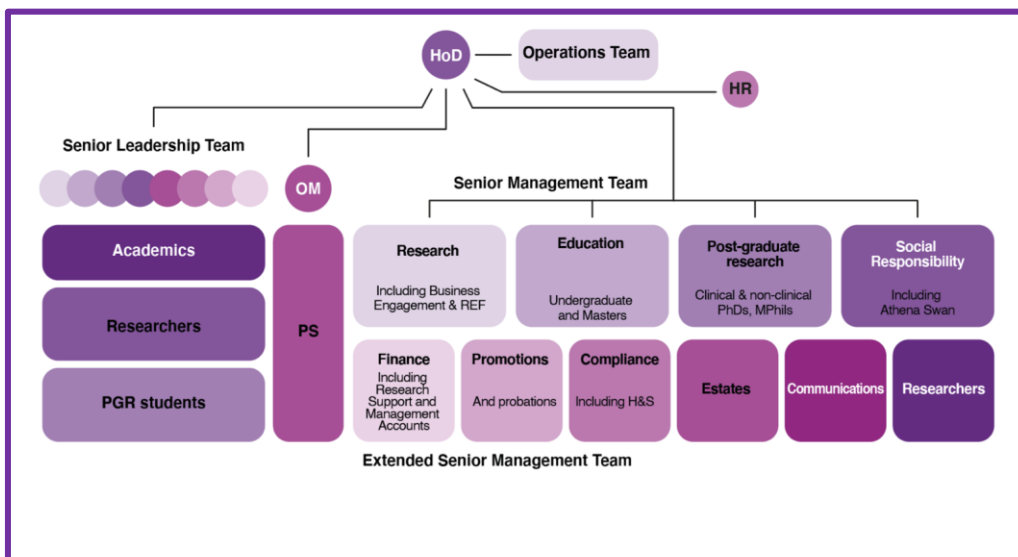 HoD
Operations Team
HR
Senior Leadership Team
OM
Senior Management Team
Academics
Researchers
PGR students
PS
Research
Including Business
Engagement & REF
Education
Undergraduate
and Masters
Post-graduate
research
Clinical & non-clinical
PhDs, MPhils
Social
Responsibility
Including
Athena Swan
Finance
Including
Research
Support and
Management
Accounts
Promotions
And probations
Compliance
Including H&S
Estates
Communications
Researchers
Extended Senior Management Team